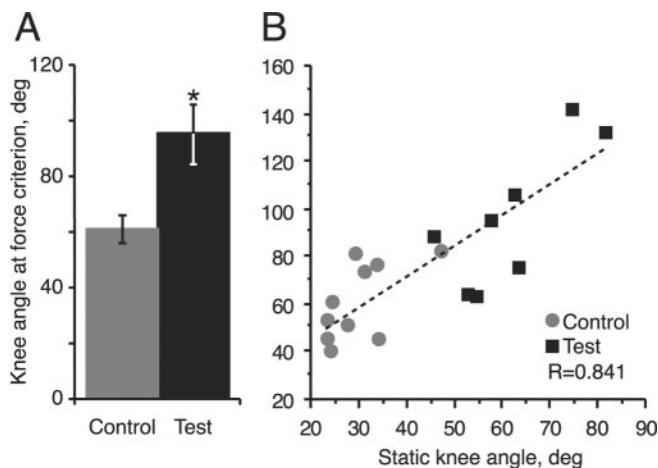 A
B
Knee angle at force criterion, deg
120
80
40
0
*
Control
Test
160
140
120
100
80
60
40
20
Control
Test
R=0.841
20 30 40 50 60 70 80 90
Static knee angle, deg